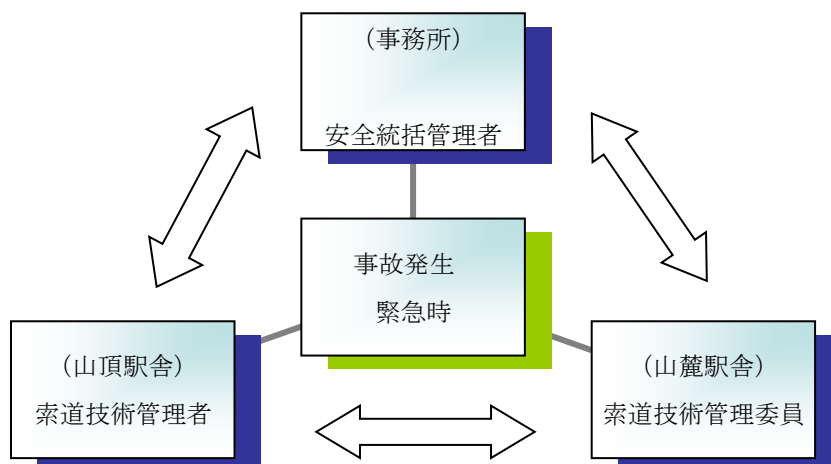 （事務所）
安全統括管理者
事故発生
緊急時
（山頂駅舎）
索道技術管理者
（山麓駅舎）
索道技術管理委員